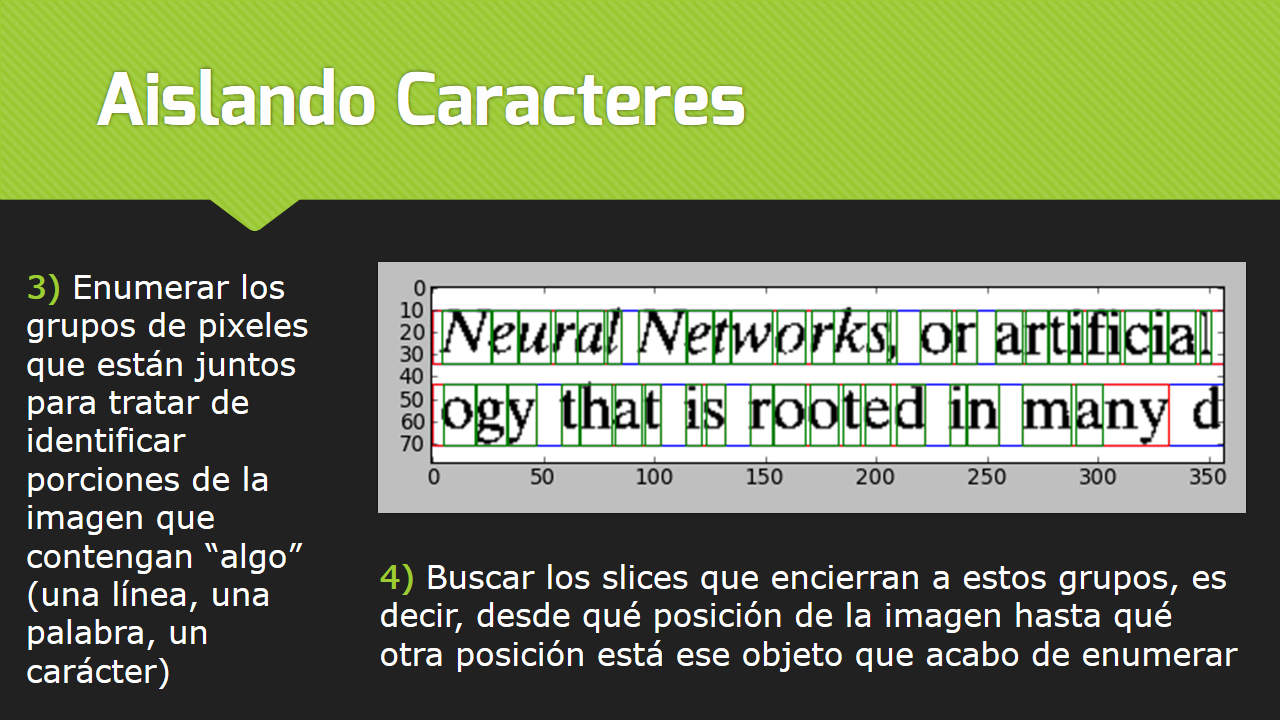 Aislando Caracteres
3) Enumerar los
grupos de pixeles
que están juntos
para tratar de
identificar
porciones de la
imagen que
contengan “algo”
(una línea, una
palabra, un
carácter)
0
10
20
30
40
50
60
70
Neural Networks, or artificial
ogy that is rooted in many d
0 50 100 150 200 250 300 350
4) Buscar los slices que encierran a estos grupos, es
decir, desde qué posición de la imagen hasta qué
otra posición está ese objeto que acabo de enumerar